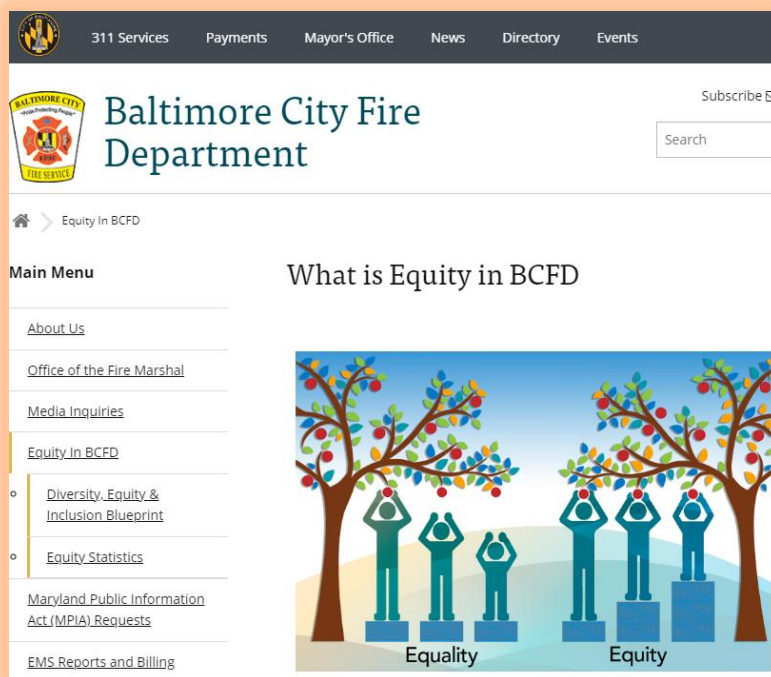 311 Services Payments Mayor's Office News Directory Events
BALTIMORE CITY
"Pride Protecting People"
FIRE SERVICE
Baltimore City Fire
Department
Subscribe
Search
Equity In BCFD
Main Menu
About Us
Office of the Fire Marshal
Media Inquiries
Equity In BCFD
Diversity, Equity &
Inclusion Blueprint
Equity Statistics
Maryland Public Information
Act (MPIA) Requests
EMS Reports and Billing
What is Equity in BCFD
Equality Equity